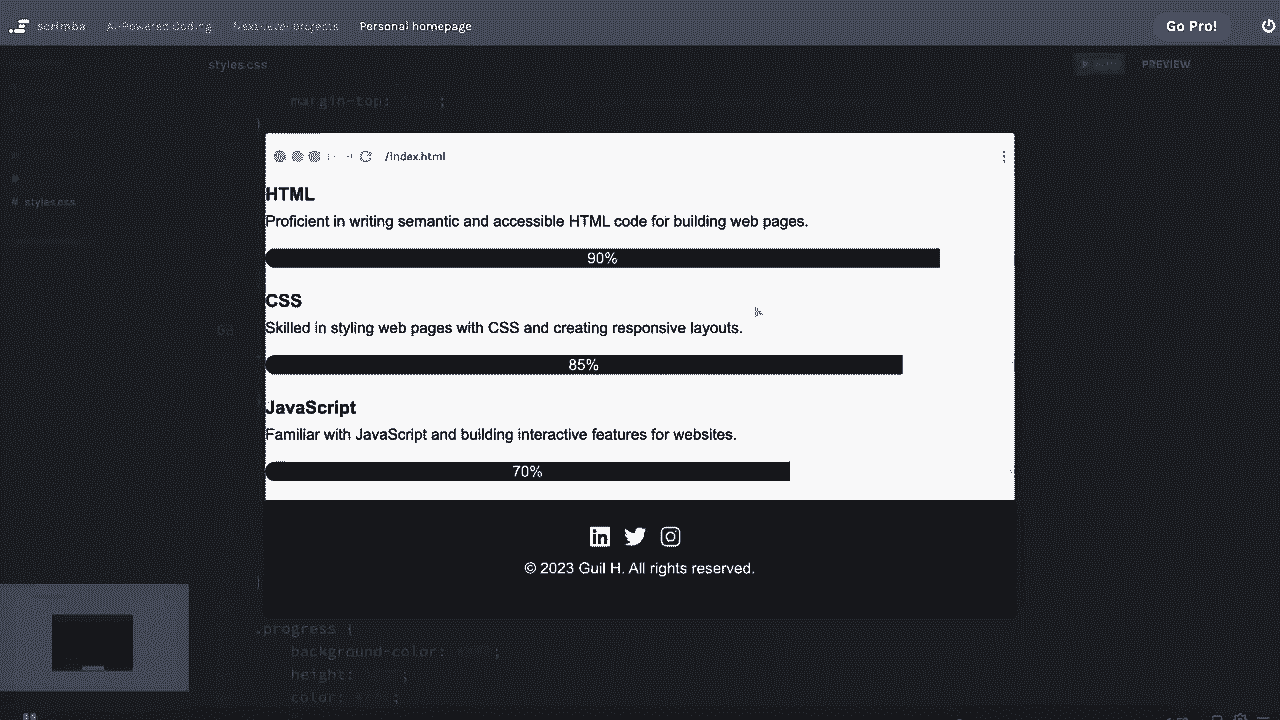 scrimba AI-Powered Coding Next-level projects Personal homepage Go Pro!
styles.css PREVIEW
margin-top: ;
}
/index.html
HTML
# styles.css
Proficient in writing semantic and accessible HTML code for building web pages.
90%
CSS
Skilled in styling web pages with CSS and creating responsive layouts.
85%
JavaScript
Familiar with JavaScript and building interactive features for websites.
70%
in
© 2023 Guil H. All rights reserved.
}
.progress {
background-color: ;
height: ;
color: ;